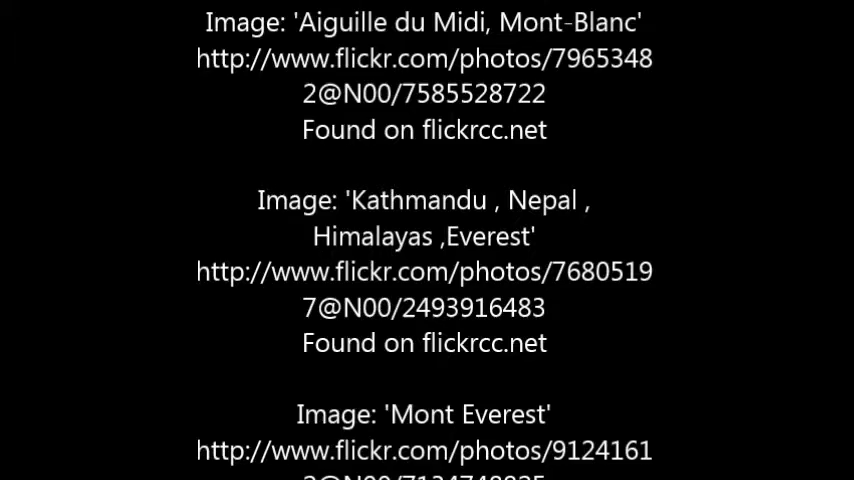 Image: 'Aiguille du Midi, Mont-Blanc'
http://www.flickr.com/photos/7965348
2@N00/7585528722
Found on flickrcc.net
Image: 'Kathmandu , Nepal ,
Himalayas ,Everest'
http://www.flickr.com/photos/7680519
7@N00/2493916483
Found on flickrcc.net
Image: 'Mont Everest'
http://www.flickr.com/photos/9124161